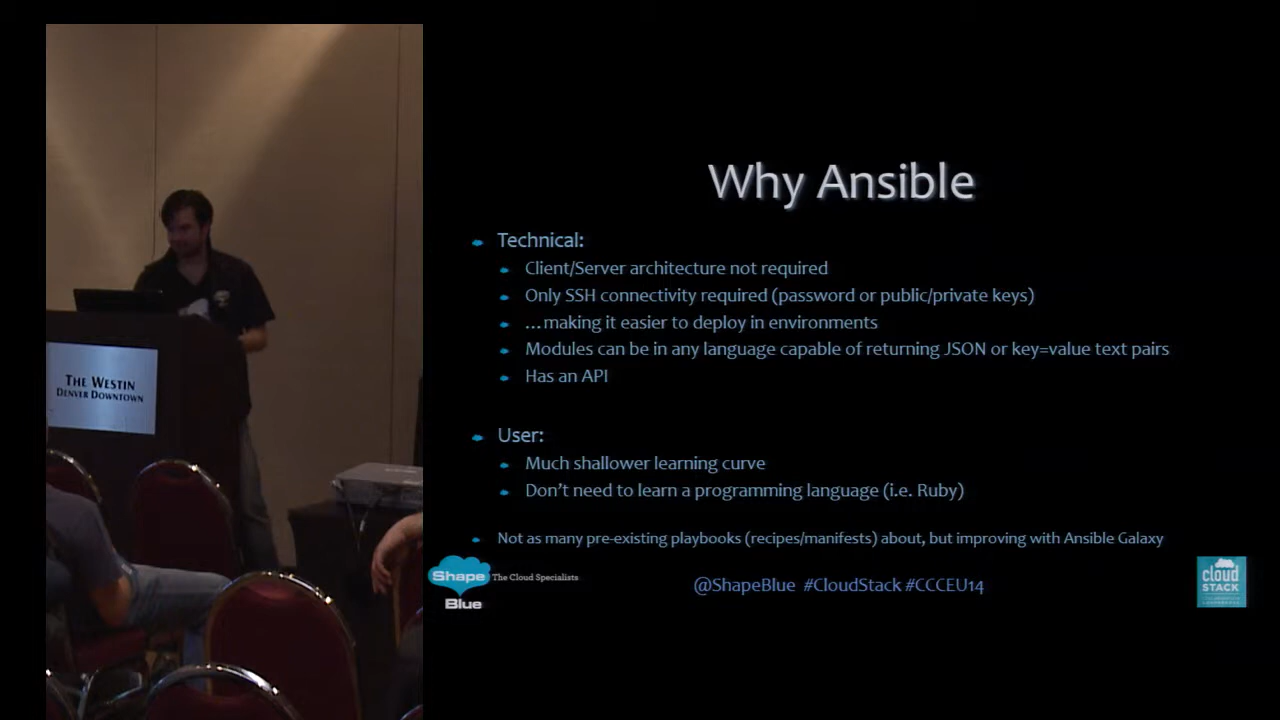 Why Ansible
Technical:
Client/Server architecture not required
Only SSH connectivity required (password or public/private keys)
…making it easier to deploy in environments
Modules can be in any language capable of returning JSON or key=value text pairs
Has an API
User:
Much shallower learning curve
Don't need to learn a programming language (i.e. Ruby)
Not as many pre-existing playbooks (recipes/manifests) about, but improving with Ansible Galaxy
Shape
Blue
The Cloud Specialists
@ShapeBlue #CloudStack #CCCEU14
cloud
STACK
THE WESTIN
DENVER DOWNTOWN